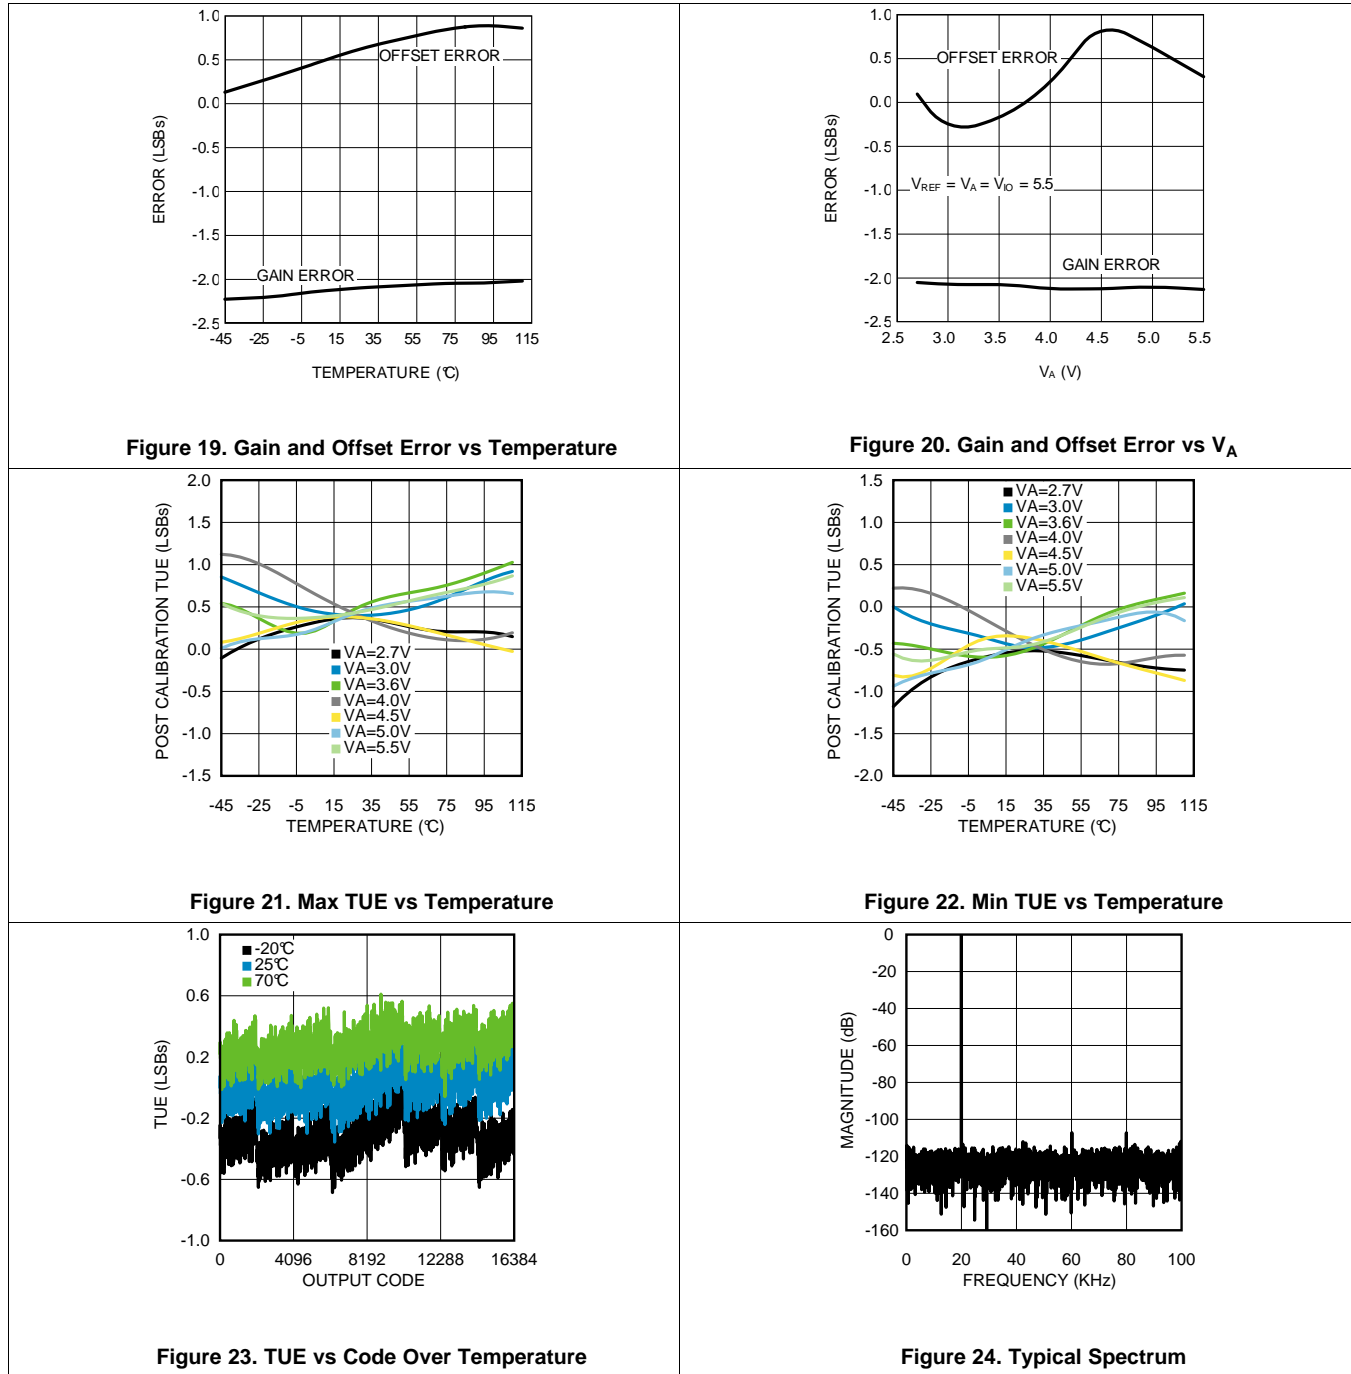 1.0
0.5
0.0
-0.5
-1.0
-1.5
-2.0
-2.5
ERROR (LSBs)
OFFSET ERROR
GAIN ERROR
-45 -25 -5 15 35 55 75 95 115
TEMPERATURE (°C)
Figure 19. Gain and Offset Error vs Temperature
1.0
0.5
0.0
-0.5
-1.0
-1.5
-2.0
-2.5
ERROR (LSBs)
OFFSET ERROR
VREF = VA = VIO = 5.5
GAIN ERROR
2.5 3.0 3.5 4.0 4.5 5.0 5.5
VA (V)
Figure 20. Gain and Offset Error vs VA
2.0
1.5
1.0
0.5
0.0
-0.5
-1.0
-1.5
POST CALIBRATION TUE (LSBs)
VA=2.7V
VA=3.0V
VA=3.6V
VA=4.0V
VA=4.5V
VA=5.0V
VA=5.5V
-45 -25 -5 15 35 55 75 95 115
TEMPERATURE (°C)
Figure 21. Max TUE vs Temperature
1.5
1.0
0.5
0.0
-0.5
-1.0
-1.5
-2.0
POST CALIBRATION TUE (LSBs)
VA=2.7V
VA=3.0V
VA=3.6V
VA=4.0V
VA=4.5V
VA=5.0V
VA=5.5V
-45 -25 -5 15 35 55 75 95 115
TEMPERATURE (°C)
Figure 22. Min TUE vs Temperature
1.0
0.6
0.2
-0.2
-0.6
-1.0
TUE (LSBs)
-20°C
25°C
70°C
0 4096 8192 12288 16384
OUTPUT CODE
Figure 23. TUE vs Code Over Temperature
0
-20
-40
-60
-80
-100
-120
-140
-160
MAGNITUDE (dB)
0 20 40 60 80 100
FREQUENCY (KHz)
Figure 24. Typical Spectrum